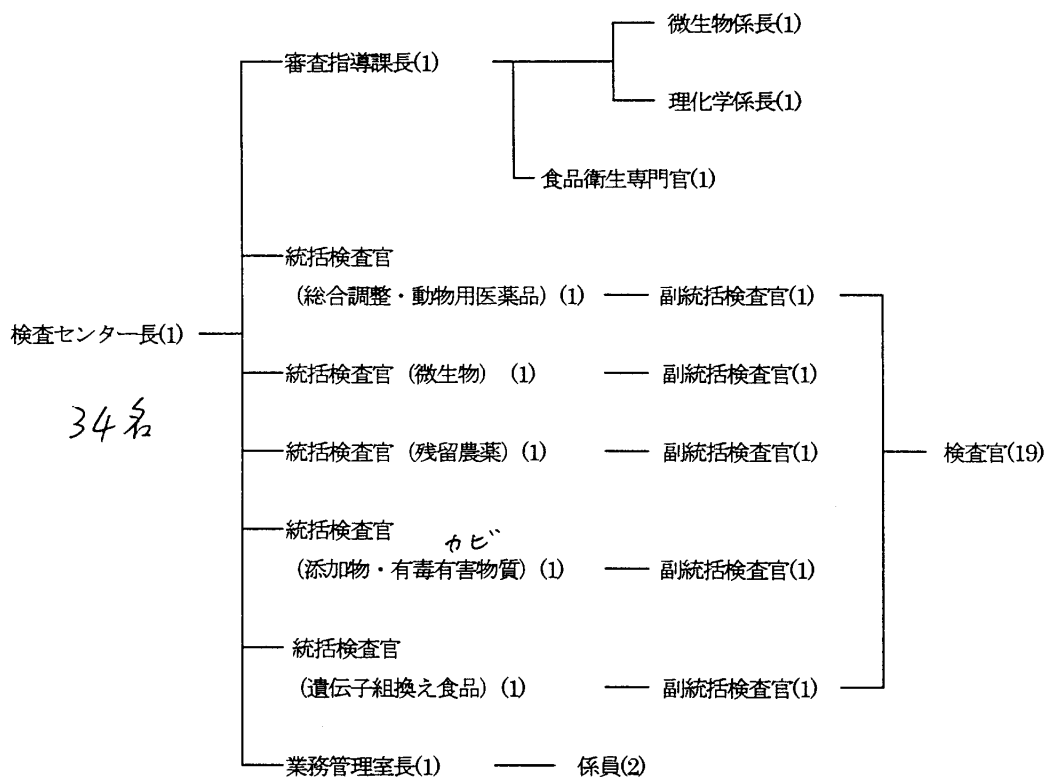 微生物係長(1)
審査指導課長(1)
理化学係長(1)
食品衛生専門官(1)
統括検査官
(総合調整・動物用医薬品) (1) 副統括検査官(1)
検査センター長(1)
統括検査官 (微生物) (1) 副統括検査官(1)
34名
統括検査官 (残留農薬) (1) 副統括検査官(1) 検査官(19)
統括検査官
カビ
(添加物・有毒有害物質) (1) 副統括検査官(1)
統括検査官
(遺伝子組換え食品) (1) 副統括検査官(1)
業務管理室長(1) 係員(2)